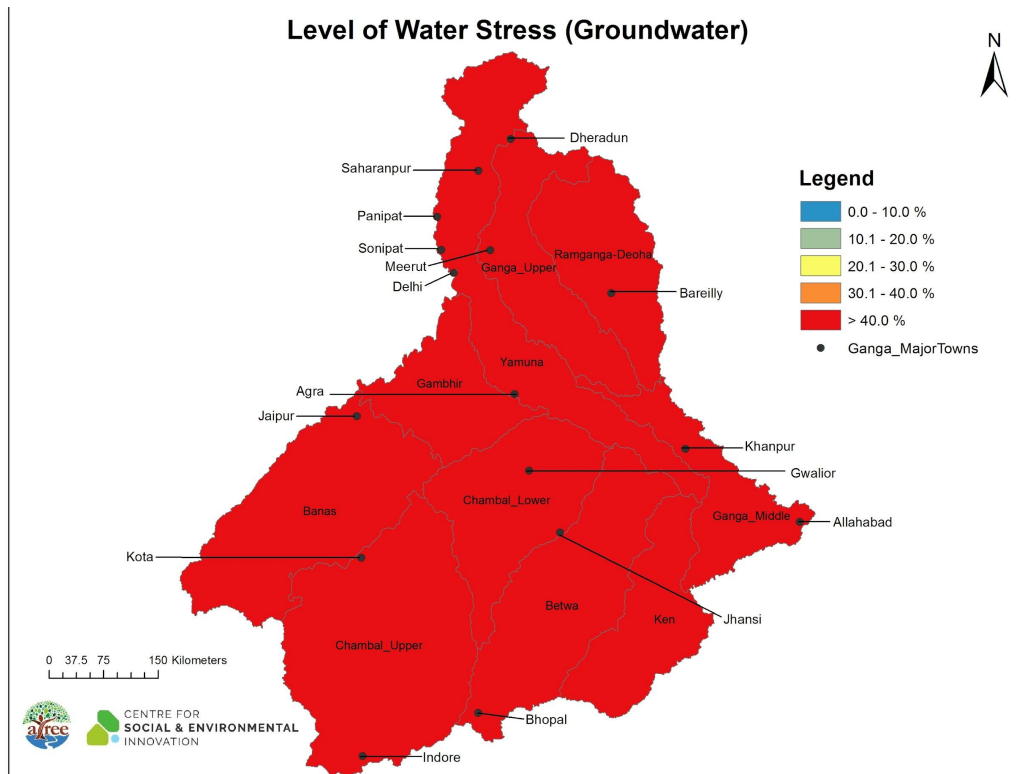 Level of Water Stress (Groundwater)
N
Dheradun
Saharanpur
Panipat
Sonipat
Meerut
Delhi
Ganga_Upper
Ramganga-Deoha
Bareilly
Legend
0.0 - 10.0 %
10.1 - 20.0 %
20.1 - 30.0 %
30.1 - 40.0 %
> 40.0 %
Ganga_MajorTowns
Yamuna
Gambhir
Agra
Jaipur
Khanpur
Gwalior
Chambal_Lower
Banas
Ganga_Middle
Allahabad
Kota
Betwa
Ken
Jhansi
Chambal_Upper
0 37.5 75 150 Kilometers
Bhopal
Indore
atree
CENTRE FOR
SOCIAL & ENVIRONMENTAL
INNOVATION